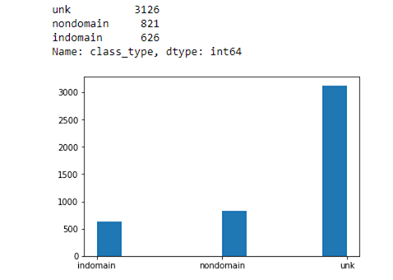 unk 3126
nondomain 821
indomain 626
Name: class_type, dtype: int64
3000
2500
2000
1500
1000
500
0
indomain nondomain unk